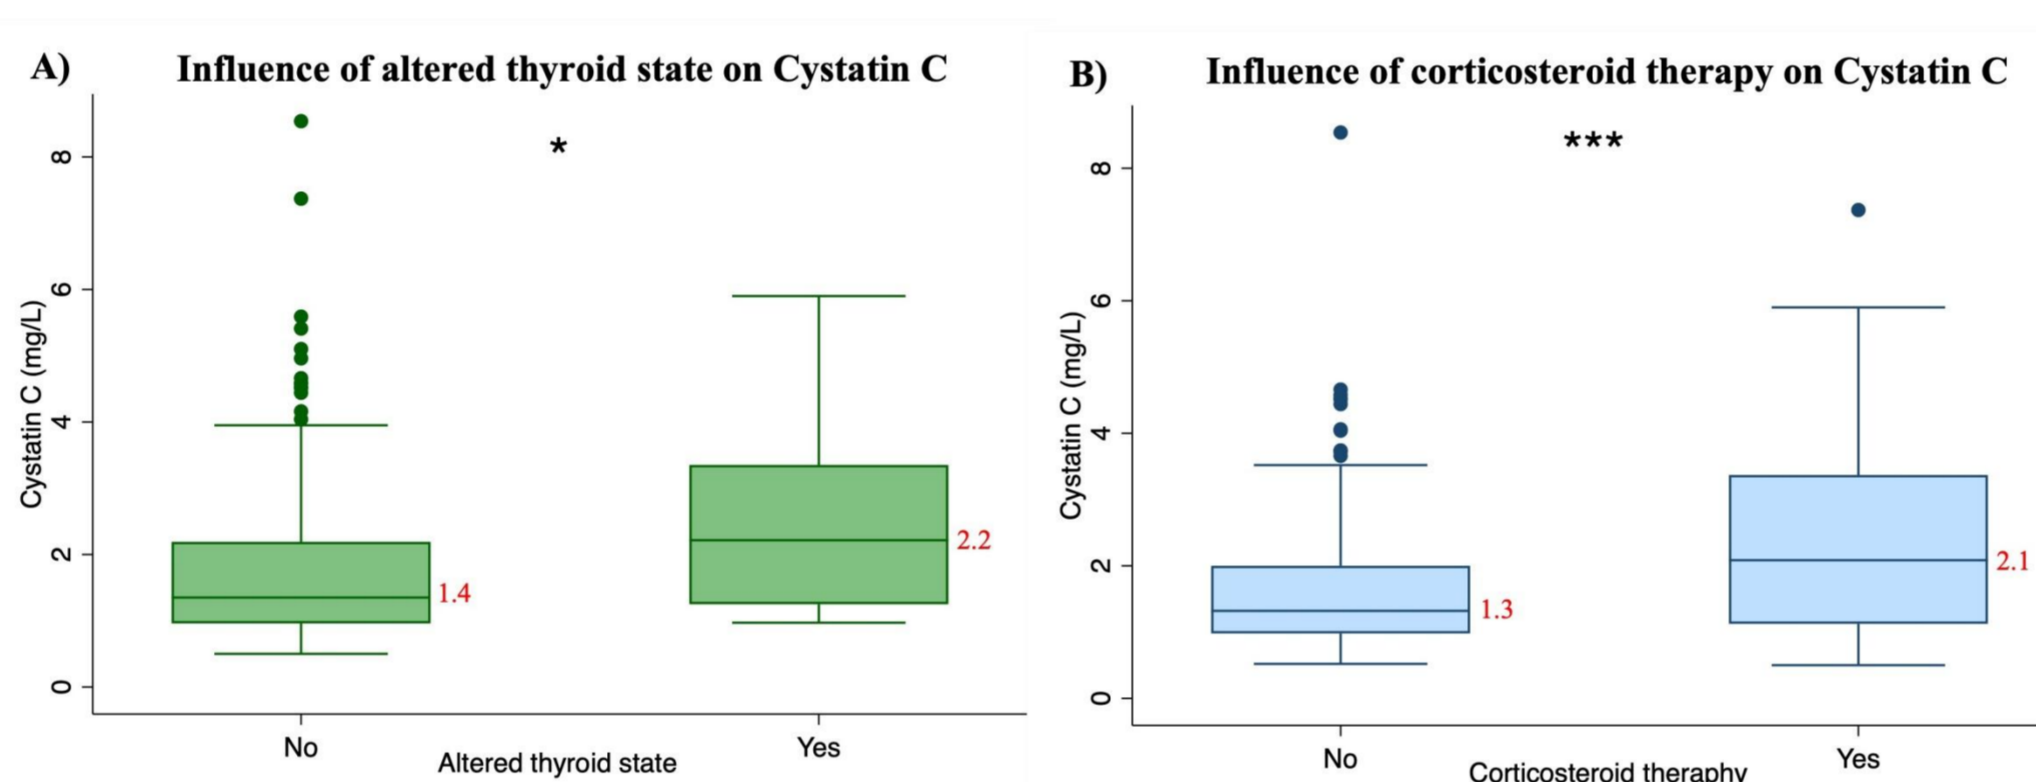 A) Influence of altered thyroid state on Cystatin C
*
Cystatin C (mg/L)
8
6
4
2
0
1.4
2.2
No
Yes
Altered thyroid state
B) Influence of corticosteroid therapy on Cystatin C
***
Cystatin C (mg/L)
8
6
4
2
0
1.3
2.1
No
Yes
Corticosteroid theraphy